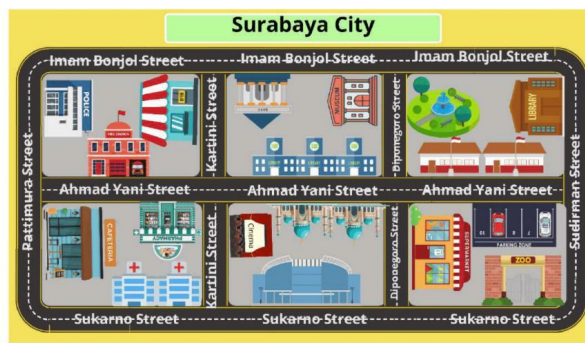 Surabaya City
Imam Bonjol Street
Imam Bonjol Street
Imam Bonjol Street
POLICE
Kartini Street
Diponegoro Street
LIBRARY
Pattimura Street
Sudirman Street
Ahmad Yani Street
Ahmad Yani Street
Ahmad Yani Street
CAFETERIA
PHARMACY
Kartini Street
Cinema
Diponegoro Street
SUPERMARKET
PARKING ZONE
ZOO
Sukarno Street
Sukarno Street
Sukarno Street